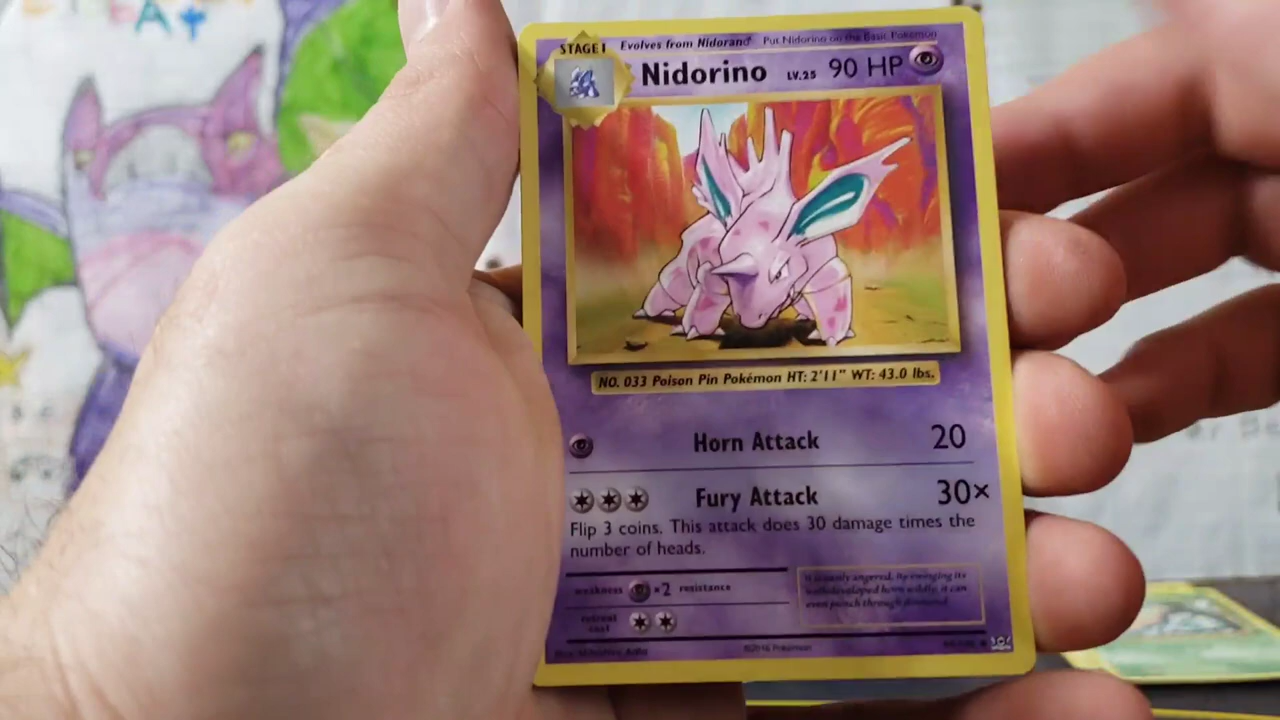 STAGE 1 Evolves from Nidoran♂ Put Nidorino on the Basic Pokémon
Nidorino LV.25 90 HP
NO. 033 Poison Pin Pokémon HT: 2'11" WT: 43.0 lbs.
Horn Attack 20
Fury Attack 30×
Flip 3 coins. This attack does 30 damage times the
number of heads.
weakness ×2 resistance
retreat
cost
©2016 Pokémon